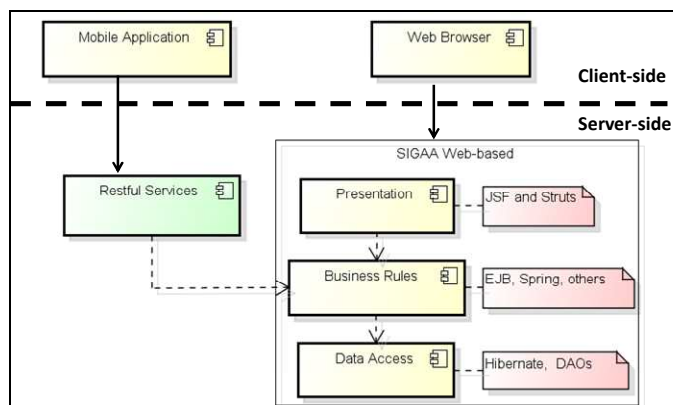 Mobile Application
Web Browser
Client-side
Server-side
SIGAA Web-based
Restful Services
Presentation
JSF and Struts
Business Rules
EJB, Spring, others
Data Access
Hibernate, DAOs